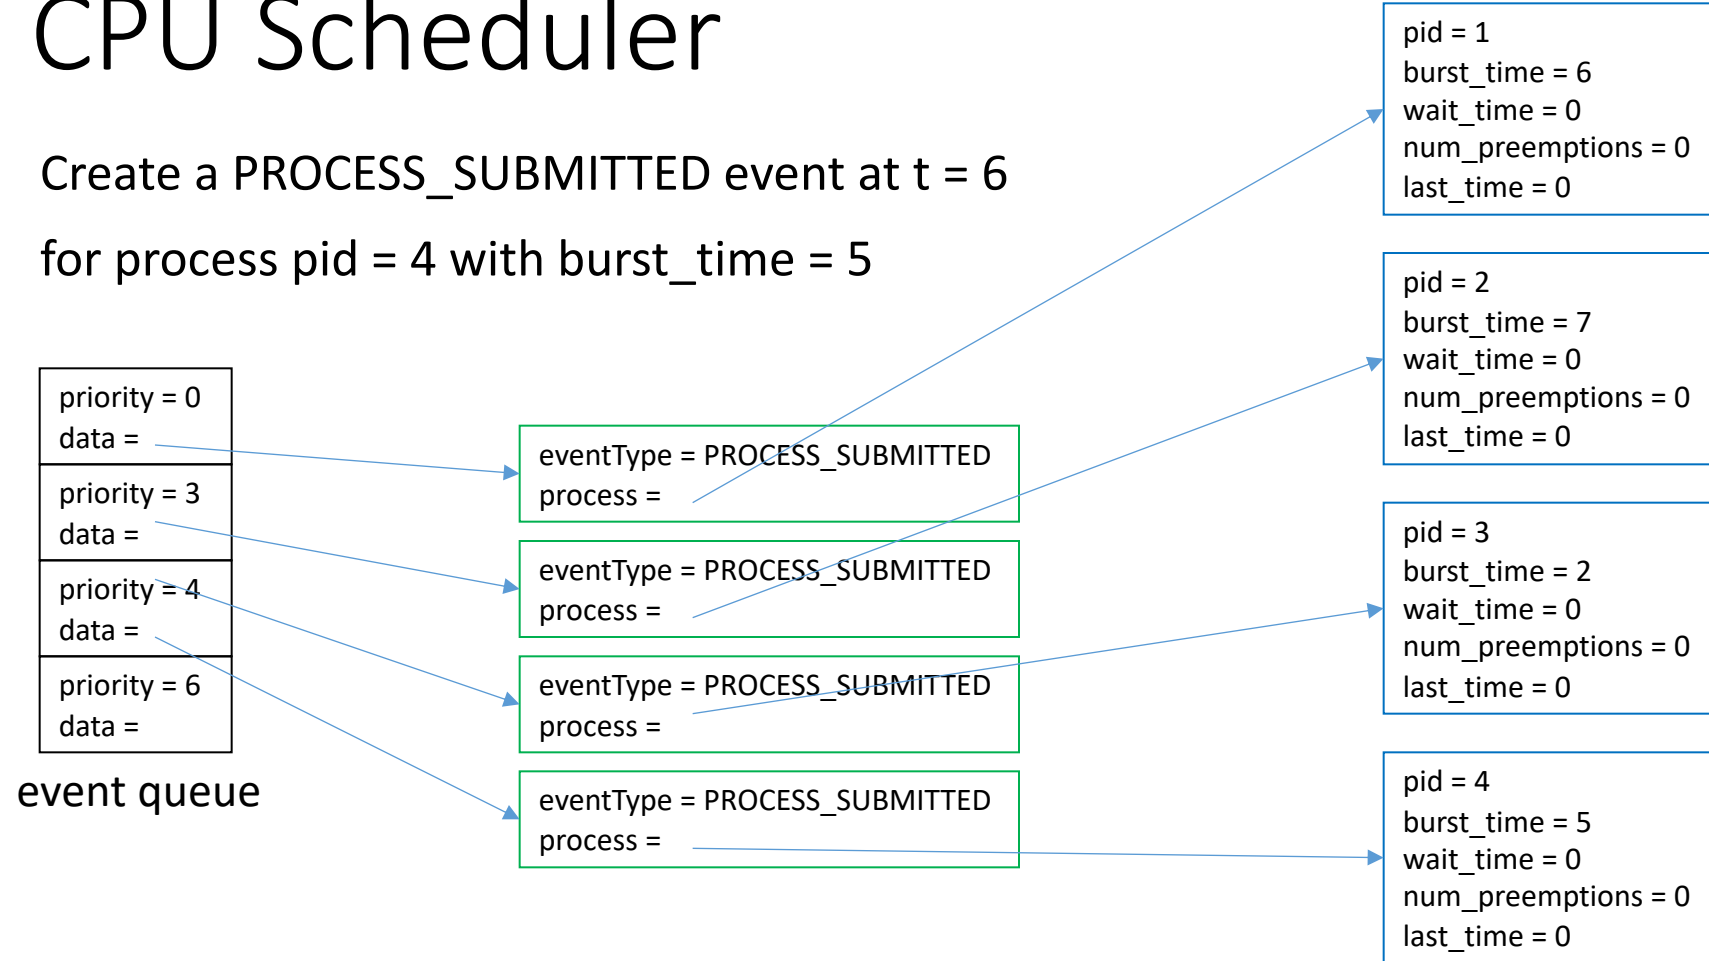 CPU Scheduler
Create a PROCESS_SUBMITTED event at t = 6
for process pid = 4 with burst_time = 5
priority = 0
data =
priority = 3
data =
priority = 4
data =
priority = 6
data =
event queue
eventType = PROCESS_SUBMITTED
process =
eventType = PROCESS_SUBMITTED
process =
eventType = PROCESS_SUBMITTED
process =
eventType = PROCESS_SUBMITTED
process =
pid = 1
burst_time = 6
wait_time = 0
num_preemptions = 0
last_time = 0
pid = 2
burst_time = 7
wait_time = 0
num_preemptions = 0
last_time = 0
pid = 3
burst_time = 2
wait_time = 0
num_preemptions = 0
last_time = 0
pid = 4
burst_time = 5
wait_time = 0
num_preemptions = 0
last_time = 0